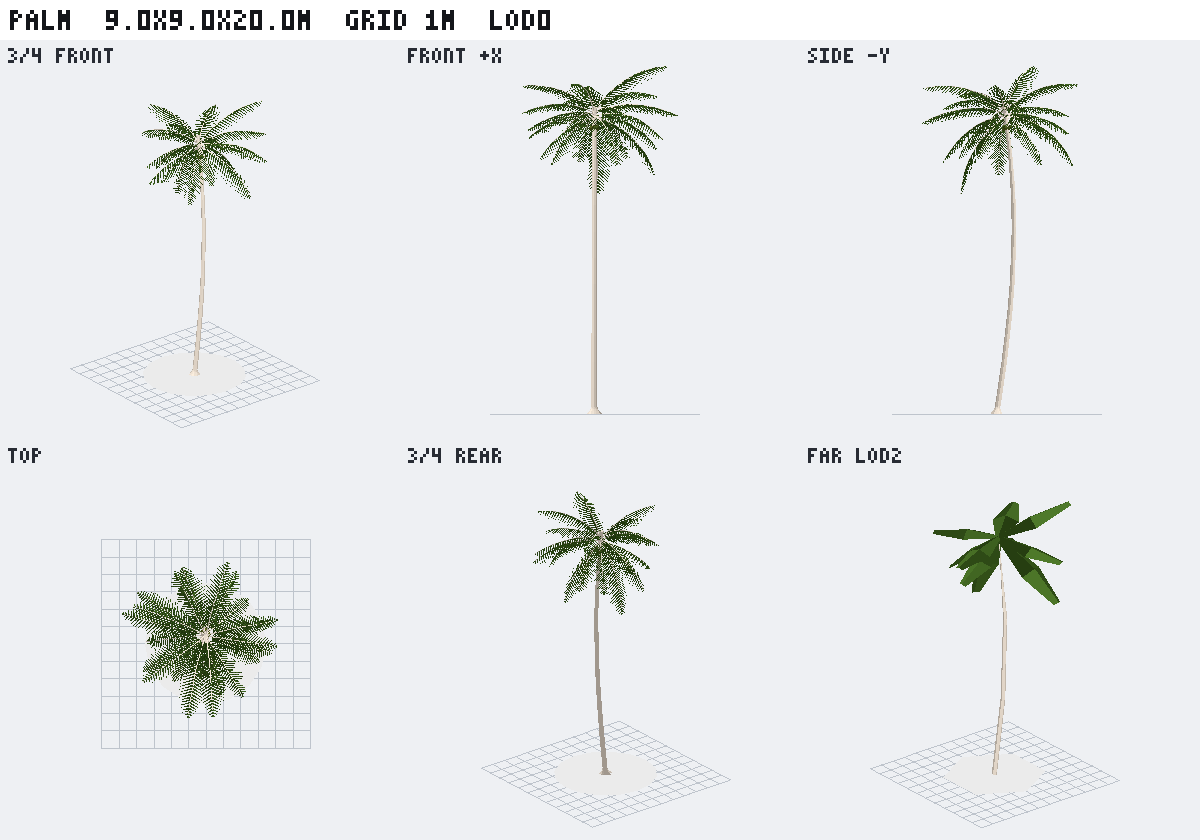 PALM 9.0X9.0X20.0M GRID 1M LOD0
3/4 FRONT
FRONT +X
SIDE -Y
TOP
3/4 REAR
FAR LOD2